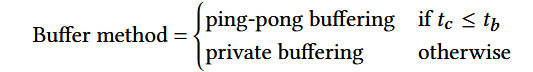 Buffer method = { ping-pong buffering if t_c ≤ t_b
private buffering otherwise